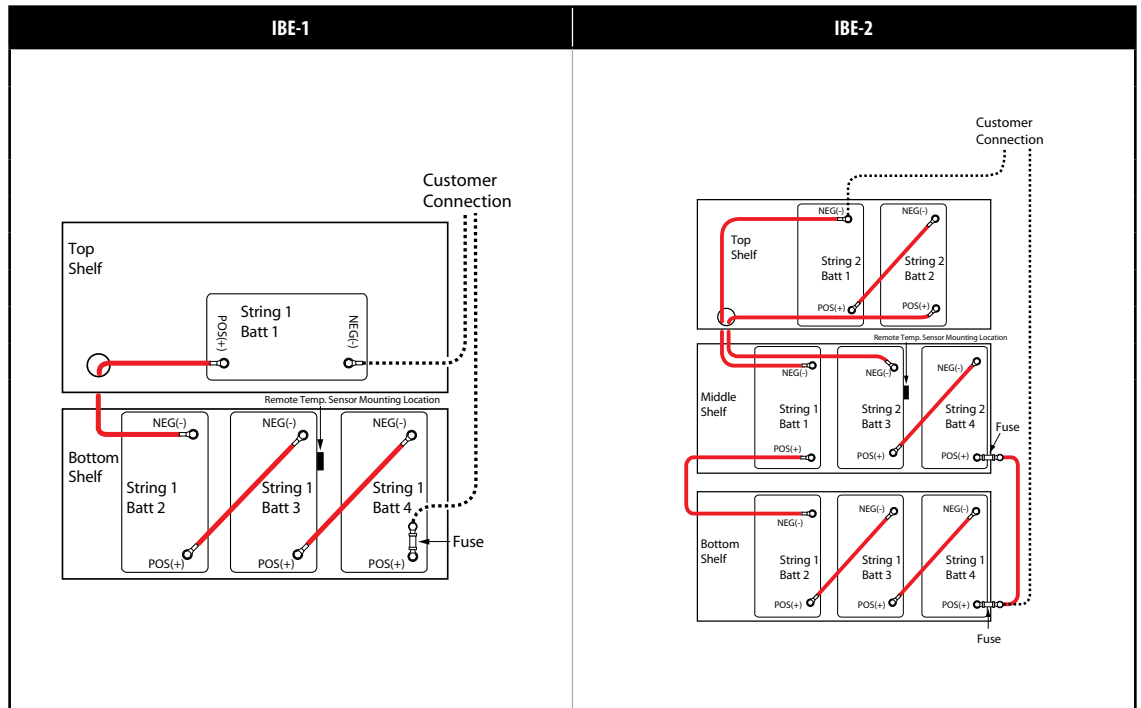 IBE-1
IBE-2
Customer
Connection
Top
Shelf
String 1
Batt 1
POS(+)
NEG(-)
Remote Temp. Sensor Mounting Location
Bottom
Shelf
NEG(-)
NEG(-)
NEG(-)
String 1
Batt 2
String 1
Batt 3
String 1
Batt 4
POS(+)
POS(+)
POS(+)
Fuse
Customer
Connection
Top
Shelf
NEG(-)
NEG(-)
String 2
Batt 1
String 2
Batt 2
POS(+)
POS(+)
Remote Temp. Sensor Mounting Location
Middle
Shelf
NEG(-)
NEG(-)
NEG(-)
String 1
Batt 1
String 2
Batt 3
String 2
Batt 4
Fuse
POS(+)
POS(+)
POS(+)
Bottom
Shelf
NEG(-)
NEG(-)
NEG(-)
String 1
Batt 2
String 1
Batt 3
String 1
Batt 4
POS(+)
POS(+)
POS(+)
Fuse